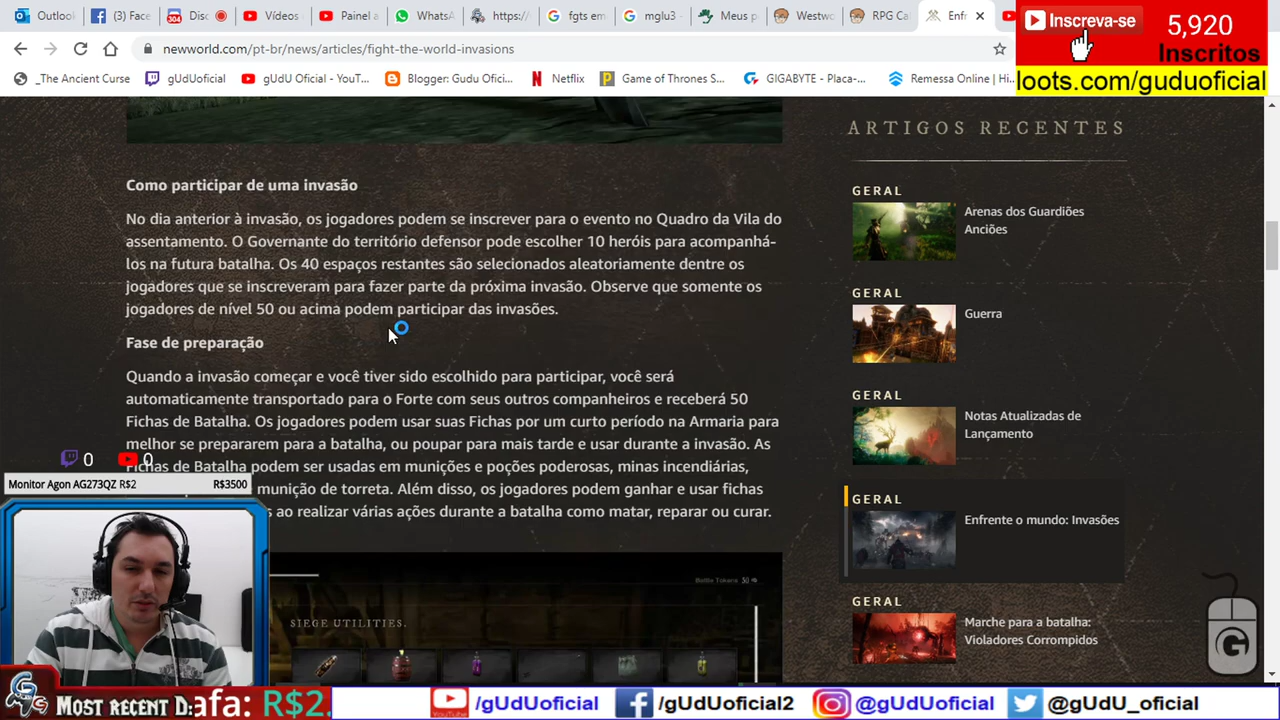 Outlook
(3) Face
304
Disc
Vídeos
Painel a
WhatsA
https:/
fgts em
mglu3 -
Meus p
Westwo
RPG Ca
Enfr
newworld.com/pt-br/news/articles/fight-the-world-invasions
Inscreva-se
5,920
Inscritos
loots.com/guduoficial
_The Ancient Curse
gUdUoficial
gUdU Oficial - YouT...
Blogger: Gudu Ofici...
Netflix
Game of Thrones S...
GIGABYTE - Placa-...
Remessa Online | Hi...
Como participar de uma invasão
No dia anterior à invasão, os jogadores podem se inscrever para o evento no Quadro da Vila do
assentamento. O Governante do território defensor pode escolher 10 heróis para acompanhá-
los na futura batalha. Os 40 espaços restantes são selecionados aleatoriamente dentre os
jogadores que se inscreveram para fazer parte da próxima invasão. Observe que somente os
jogadores de nível 50 ou acima podem participar das invasões.
Fase de preparação
Quando a invasão começar e você tiver sido escolhido para participar, você será
automaticamente transportado para o Forte com seus outros companheiros e receberá 50
Fichas de Batalha. Os jogadores podem usar suas Fichas por um curto período na Armaria para
melhor se prepararem para a batalha, ou poupar para mais tarde e usar durante a invasão. As
Fichas de Batalha podem ser usadas em munições e poções poderosas, minas incendiárias,
munição de torreta. Além disso, os jogadores podem ganhar e usar fichas
ao realizar várias ações durante a batalha como matar, reparar ou curar.
Battle Tokens 50
SIEGE UTILITIES.
ARTIGOS RECENTES
GERAL
Arenas dos Guardiões
Anciões
GERAL
Guerra
GERAL
Notas Atualizadas de
Lançamento
GERAL
Enfrente o mundo: Invasões
GERAL
Marche para a batalha:
Violadores Corrompidos
0
0
Monitor Agon AG273QZ R$2
R$3500
G
Most recent D:
afa: R$2
/gUdUoficial
/gUdUoficial2
@gUdUoficial
@gUdU_oficial